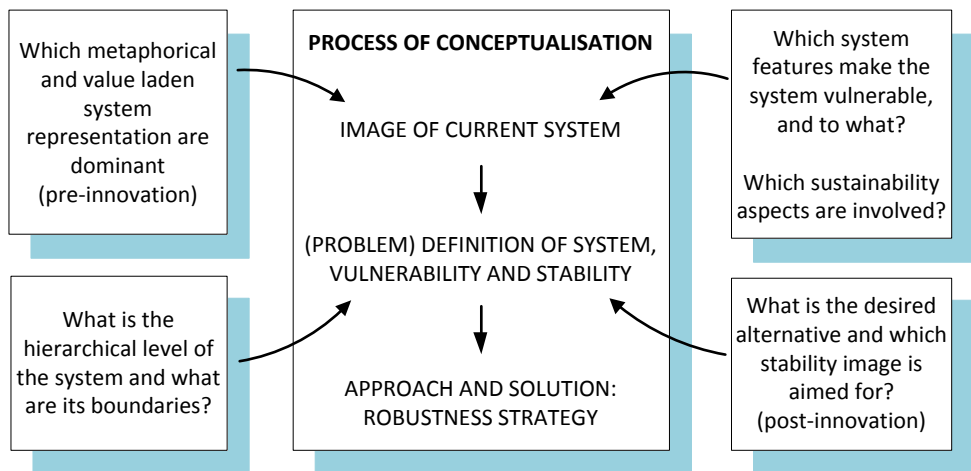 Which metaphorical
and value laden
system
representation are
dominant
(pre-innovation)
PROCESS OF CONCEPTUALISATION
IMAGE OF CURRENT SYSTEM
(PROBLEM) DEFINITION OF SYSTEM,
VULNERABILITY AND STABILITY
APPROACH AND SOLUTION:
ROBUSTNESS STRATEGY
Which system
features make the
system vulnerable,
and to what?
Which sustainability
aspects are involved?
What is the
hierarchical level of
the system and what
are its boundaries?
What is the desired
alternative and which
stability image is
aimed for?
(post-innovation)